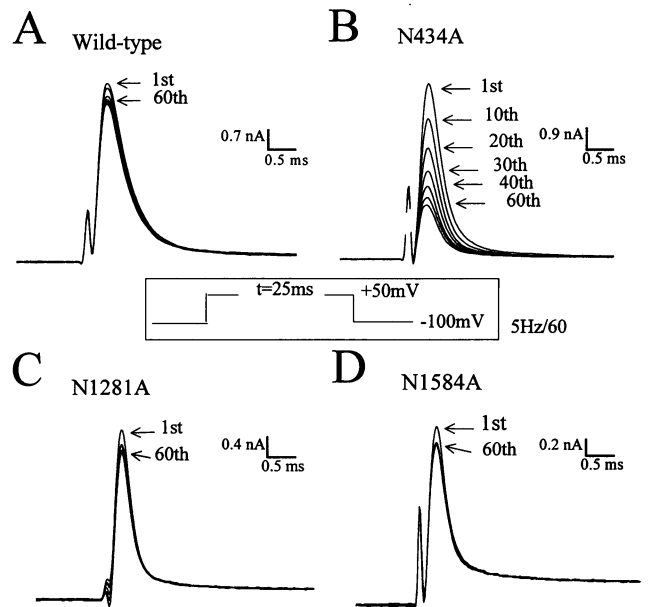 A
Wild-type
1st
60th
0.7 nA
0.5 ms
B
N434A
1st
10th
20th
30th
40th
60th
0.9 nA
0.5 ms
t=25ms
+50mV
-100mV
5Hz/60
C
N1281A
1st
60th
0.4 nA
0.5 ms
D
N1584A
1st
60th
0.2 nA
0.5 ms